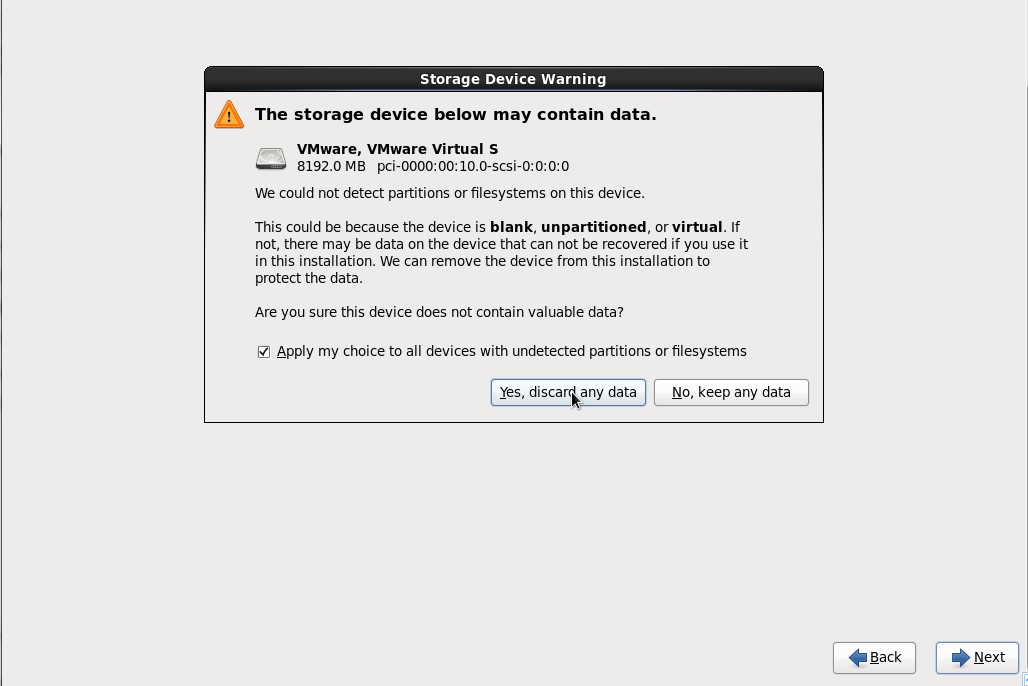 Storage Device Warning
The storage device below may contain data.
VMware, VMware Virtual S
8192.0 MB pci-0000:00:10.0-scsi-0:0:0:0
We could not detect partitions or filesystems on this device.
This could be because the device is blank, unpartitioned, or virtual. If
not, there may be data on the device that can not be recovered if you use it
in this installation. We can remove the device from this installation to
protect the data.
Are you sure this device does not contain valuable data?
Apply my choice to all devices with undetected partitions or filesystems
Yes, discard any data
No, keep any data
Back
Next